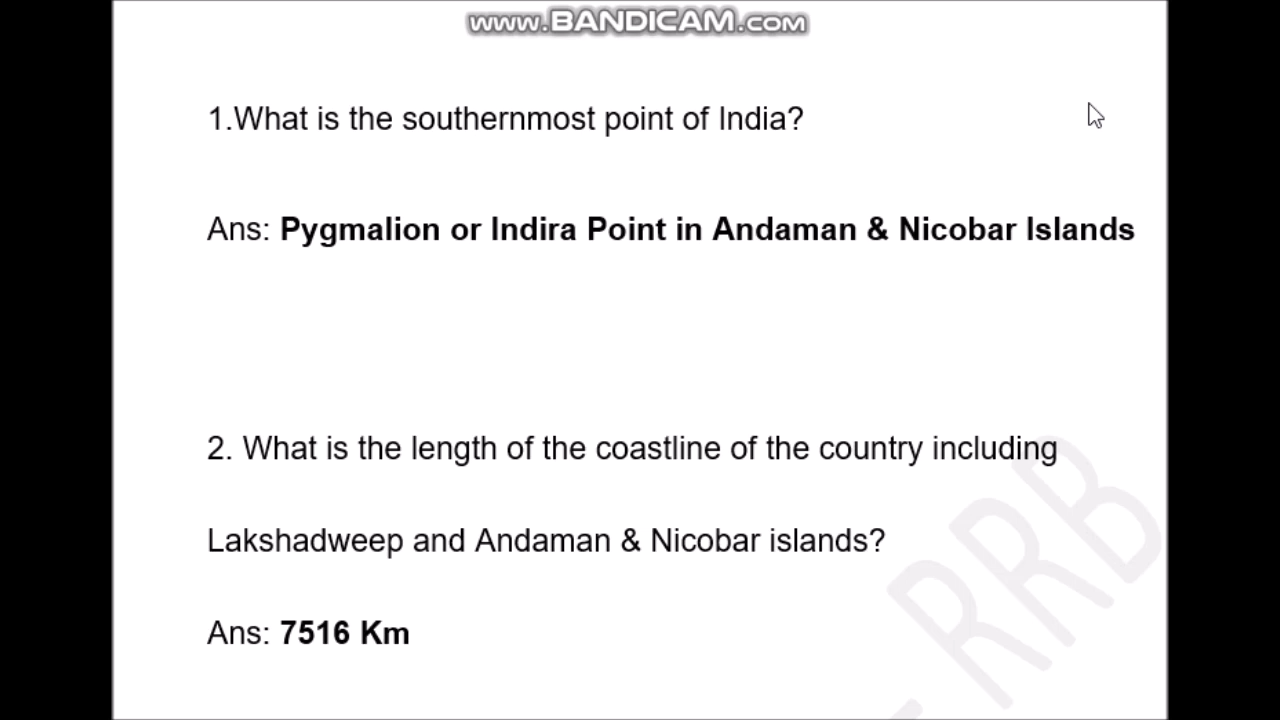 www.BANDICAM.com
1.What is the southernmost point of India?
Ans: Pygmalion or Indira Point in Andaman & Nicobar Islands
2. What is the length of the coastline of the country including
Lakshadweep and Andaman & Nicobar islands?
Ans: 7516 Km
RRB